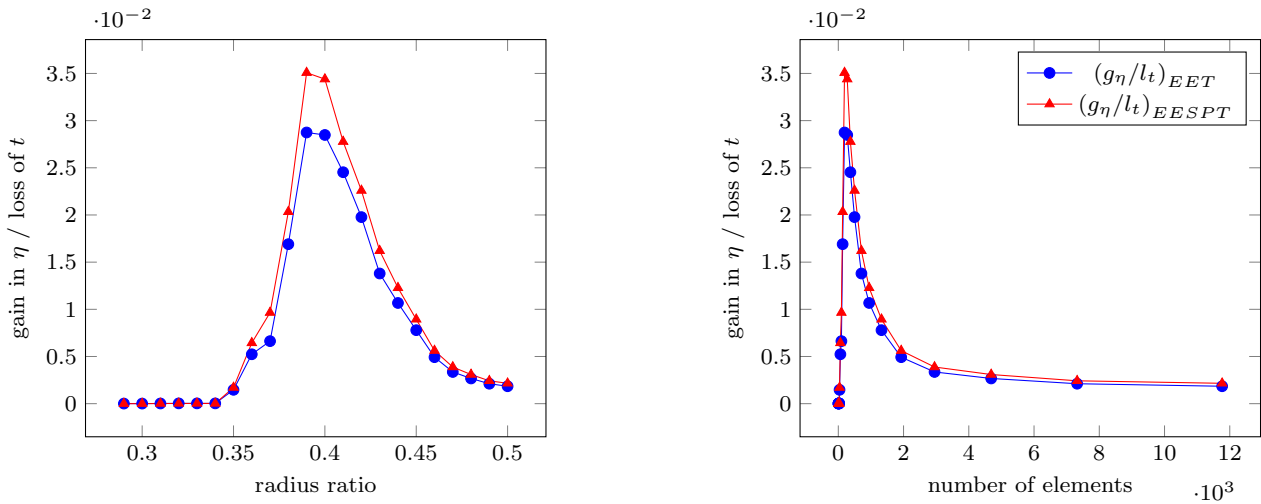 ·10⁻²
3.5
3
2.5
2
1.5
1
0.5
0
0.3 0.35 0.4 0.45 0.5
radius ratio
gain in η / loss of t
·10⁻²
3.5
3
2.5
2
1.5
1
0.5
0
0 2 4 6 8 10 12
·10³
number of elements
gain in η / loss of t
(g_η/l_t)_EET
(g_η/l_t)_EESPT